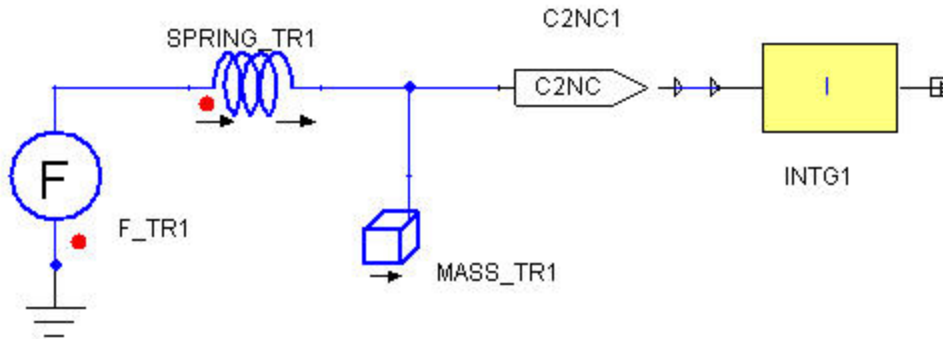 C2NC1
SPRING_TR1
C2NC
I
INTG1
F
F_TR1
MASS_TR1